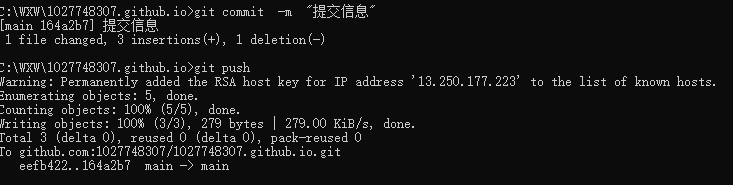 C:\WXW\1027748307.github.io>git commit  -m  "提交信息"
[main 164a2b7] 提交信息
 1 file changed, 3 insertions(+), 1 deletion(-)
C:\WXW\1027748307.github.io>git push
Warning: Permanently added the RSA host key for IP address '13.250.177.223' to the list of known hosts.
Enumerating objects: 5, done.
Counting objects: 100% (5/5), done.
Writing objects: 100% (3/3), 279 bytes | 279.00 KiB/s, done.
Total 3 (delta 0), reused 0 (delta 0), pack-reused 0
To github.com:1027748307/1027748307.github.io.git
   eefb422..164a2b7  main -> main